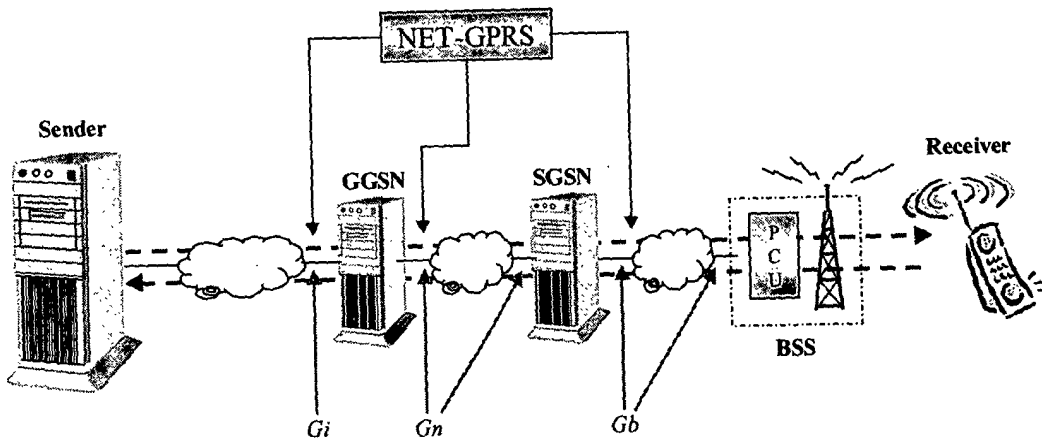 NET-GPRS
Sender
Receiver
GGSN
SGSN
P
C
U
BSS
Gi
Gn
Gb